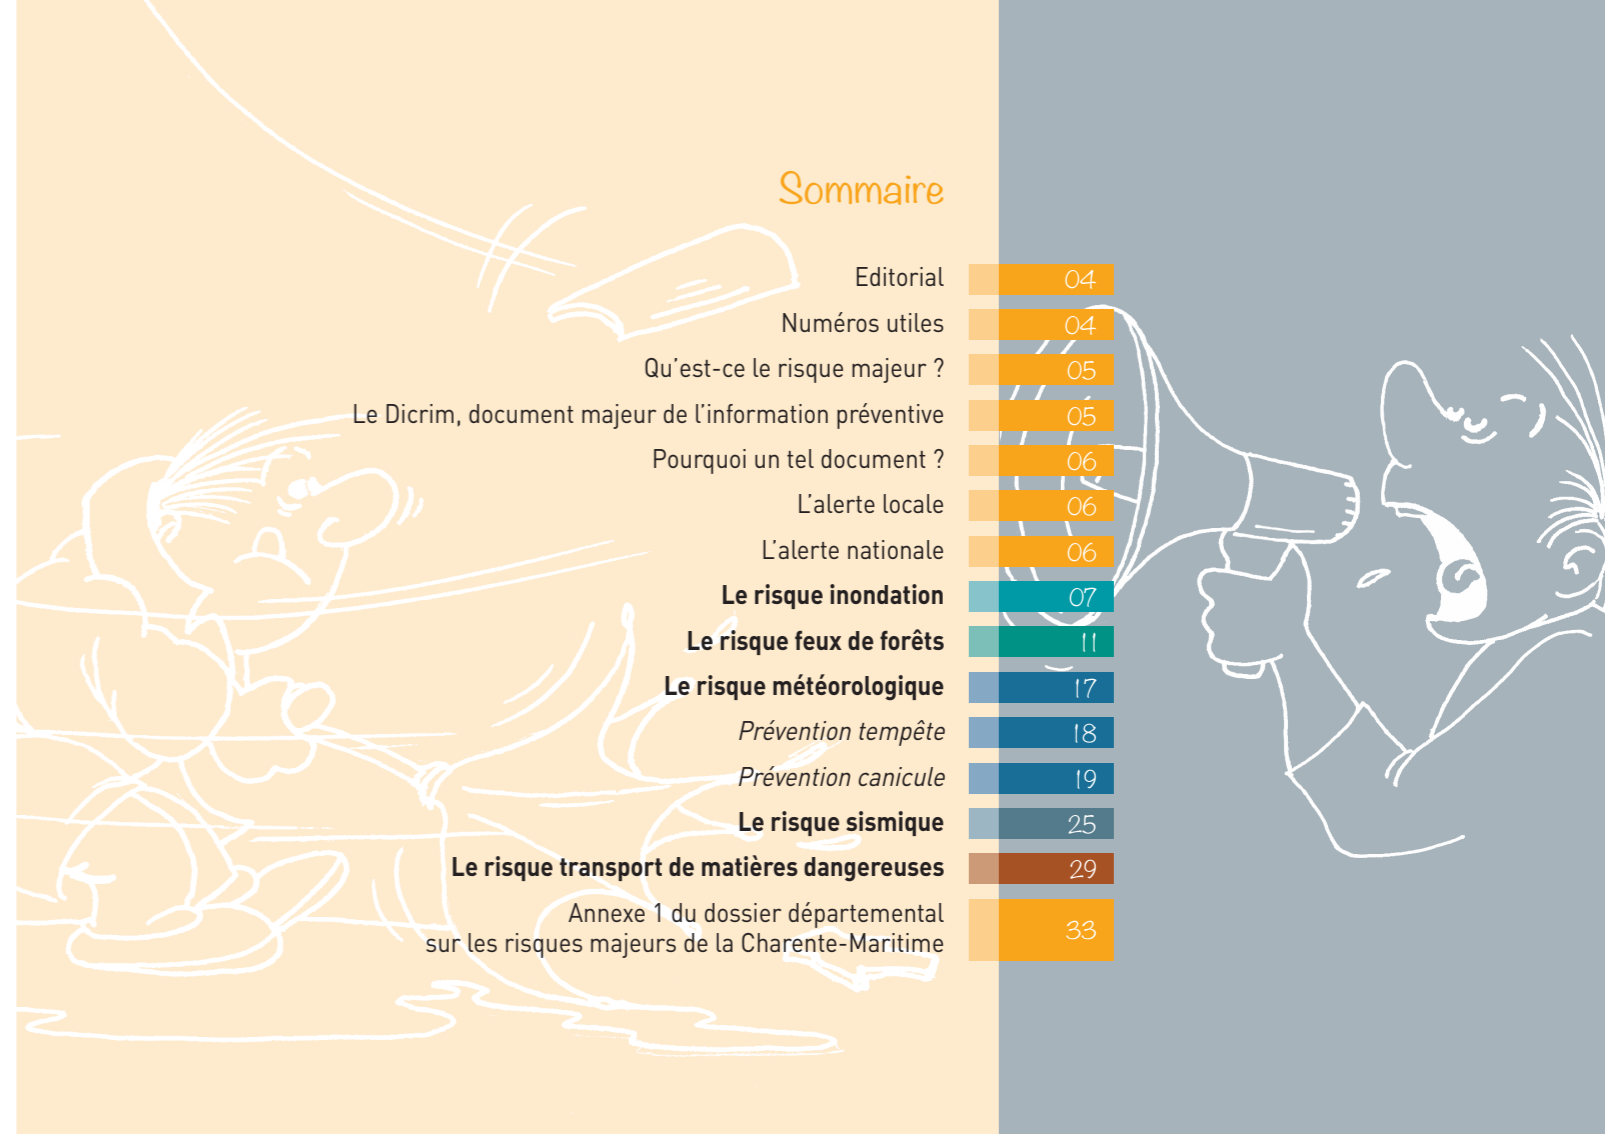 Sommaire
Editorial 04
Numéros utiles 04
Qu'est-ce le risque majeur ? 05
Le Dicrim, document majeur de l'information préventive 05
Pourquoi un tel document ? 06
L'alerte locale 06
L'alerte nationale 06
Le risque inondation 07
Le risque feux de forêts 11
Le risque météorologique 17
Prévention tempête 18
Prévention canicule 19
Le risque sismique 25
Le risque transport de matières dangereuses 29
Annexe 1 du dossier départemental
sur les risques majeurs de la Charente-Maritime 33